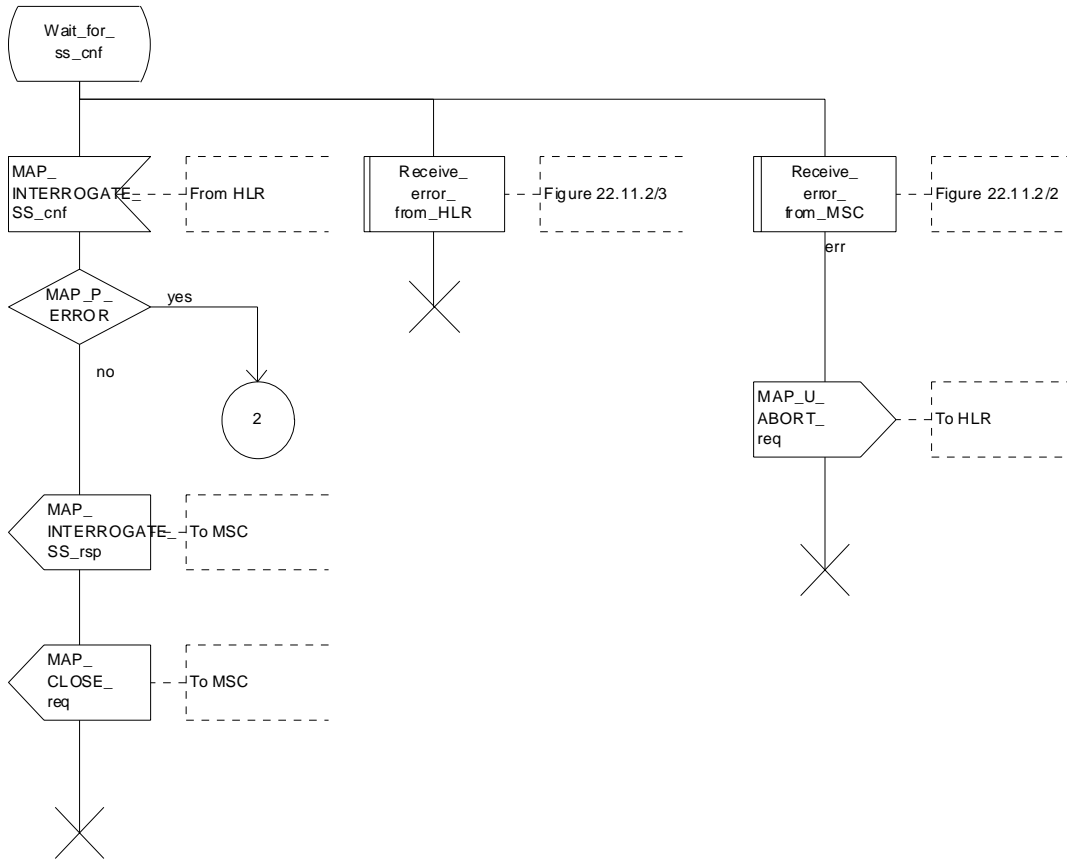 Wait_for_
ss_cnf
MAP_
INTERROGATE_
SS_cnf
From HLR
Receive_
error_
from_HLR
Figure 22.11.2/3
Receive_
error_
from_MSC
Figure 22.11.2/2
err
MAP_P_
ERROR
yes
no
2
MAP_U_
ABORT_
req
To HLR
MAP_
INTERROGATE_
SS_rsp
To MSC
MAP_
CLOSE_
req
To MSC